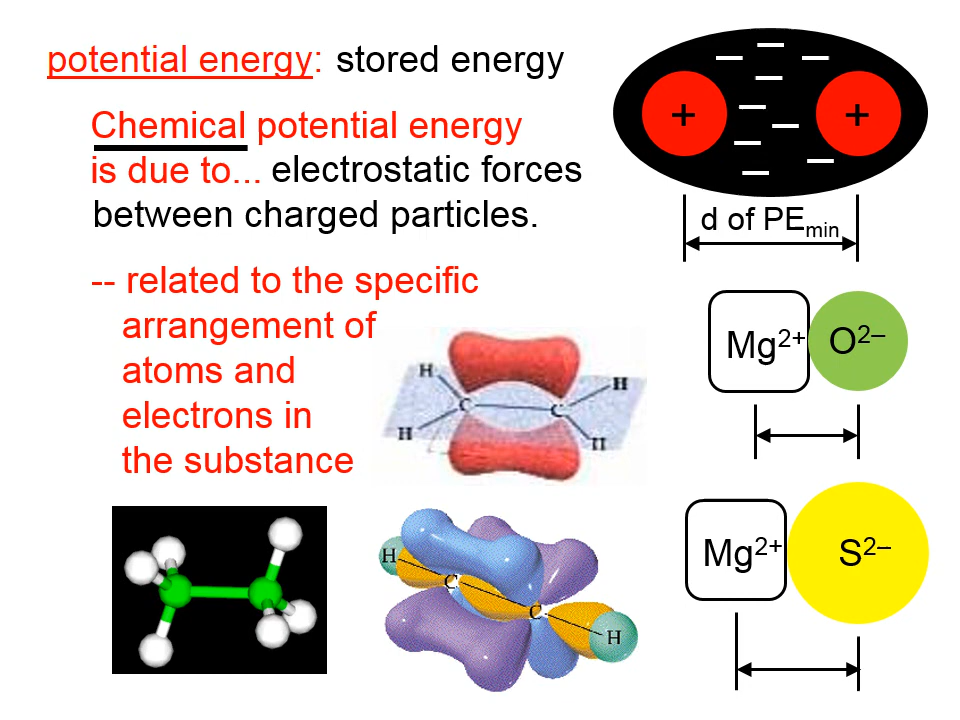 potential energy: stored energy
Chemical potential energy
is due to... electrostatic forces
between charged particles.
-- related to the specific
arrangement of
atoms and
electrons in
the substance
+ +
– – –
–
–
–
–
–
–
d of PEmin
Mg2+ O2–
Mg2+ S2–
H H
C C
H H
H
C
C
H